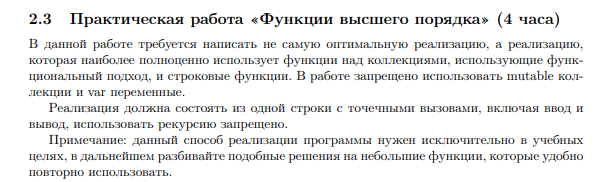 2.3 Практическая работа «Функции высшего порядка» (4 часа)
В данной работе требуется написать не самую оптимальную реализацию, а реализацию,
которая наиболее полноценно использует функции над коллекциями, использующие функ-
циональный подход, и строковые функции. В работе запрещено использовать mutable кол-
лекции и var переменные.
Реализация должна состоять из одной строки с точечными вызовами, включая ввод и
вывод, использовать рекурсию запрещено.
Примечание: данный способ реализации программы нужен исключительно в учебных
целях, в дальнейшем разбивайте подобные решения на небольшие функции, которые удобно
повторно использовать.